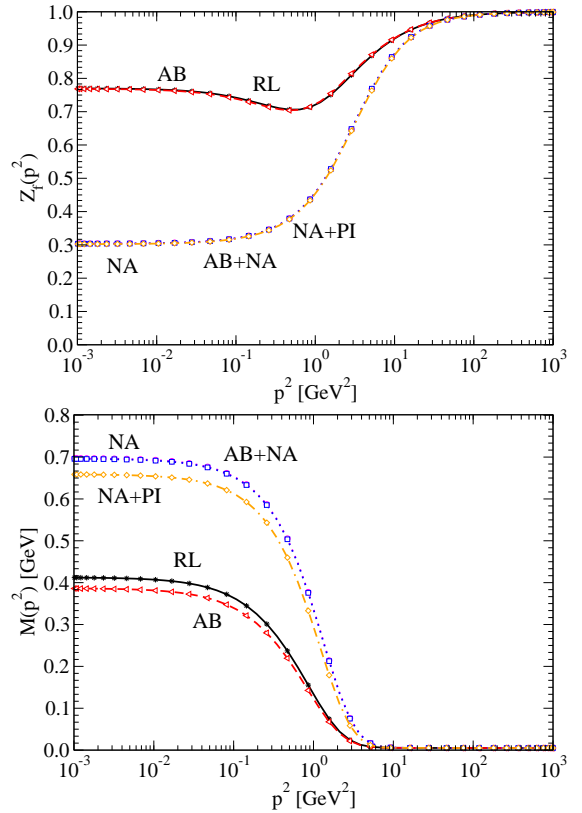 1.0
0.9
0.8
0.7
0.6
0.5
0.4
0.3
0.2
0.1
0.0
Z_f(p^2)
AB
RL
NA+PI
NA
AB+NA
10^-3 10^-2 10^-1 10^0 10^1 10^2 10^3
p^2 [GeV^2]
0.8
0.7
0.6
0.5
0.4
0.3
0.2
0.1
0.0
M(p^2) [GeV]
NA
AB+NA
NA+PI
RL
AB
10^-3 10^-2 10^-1 10^0 10^1 10^2 10^3
p^2 [GeV^2]